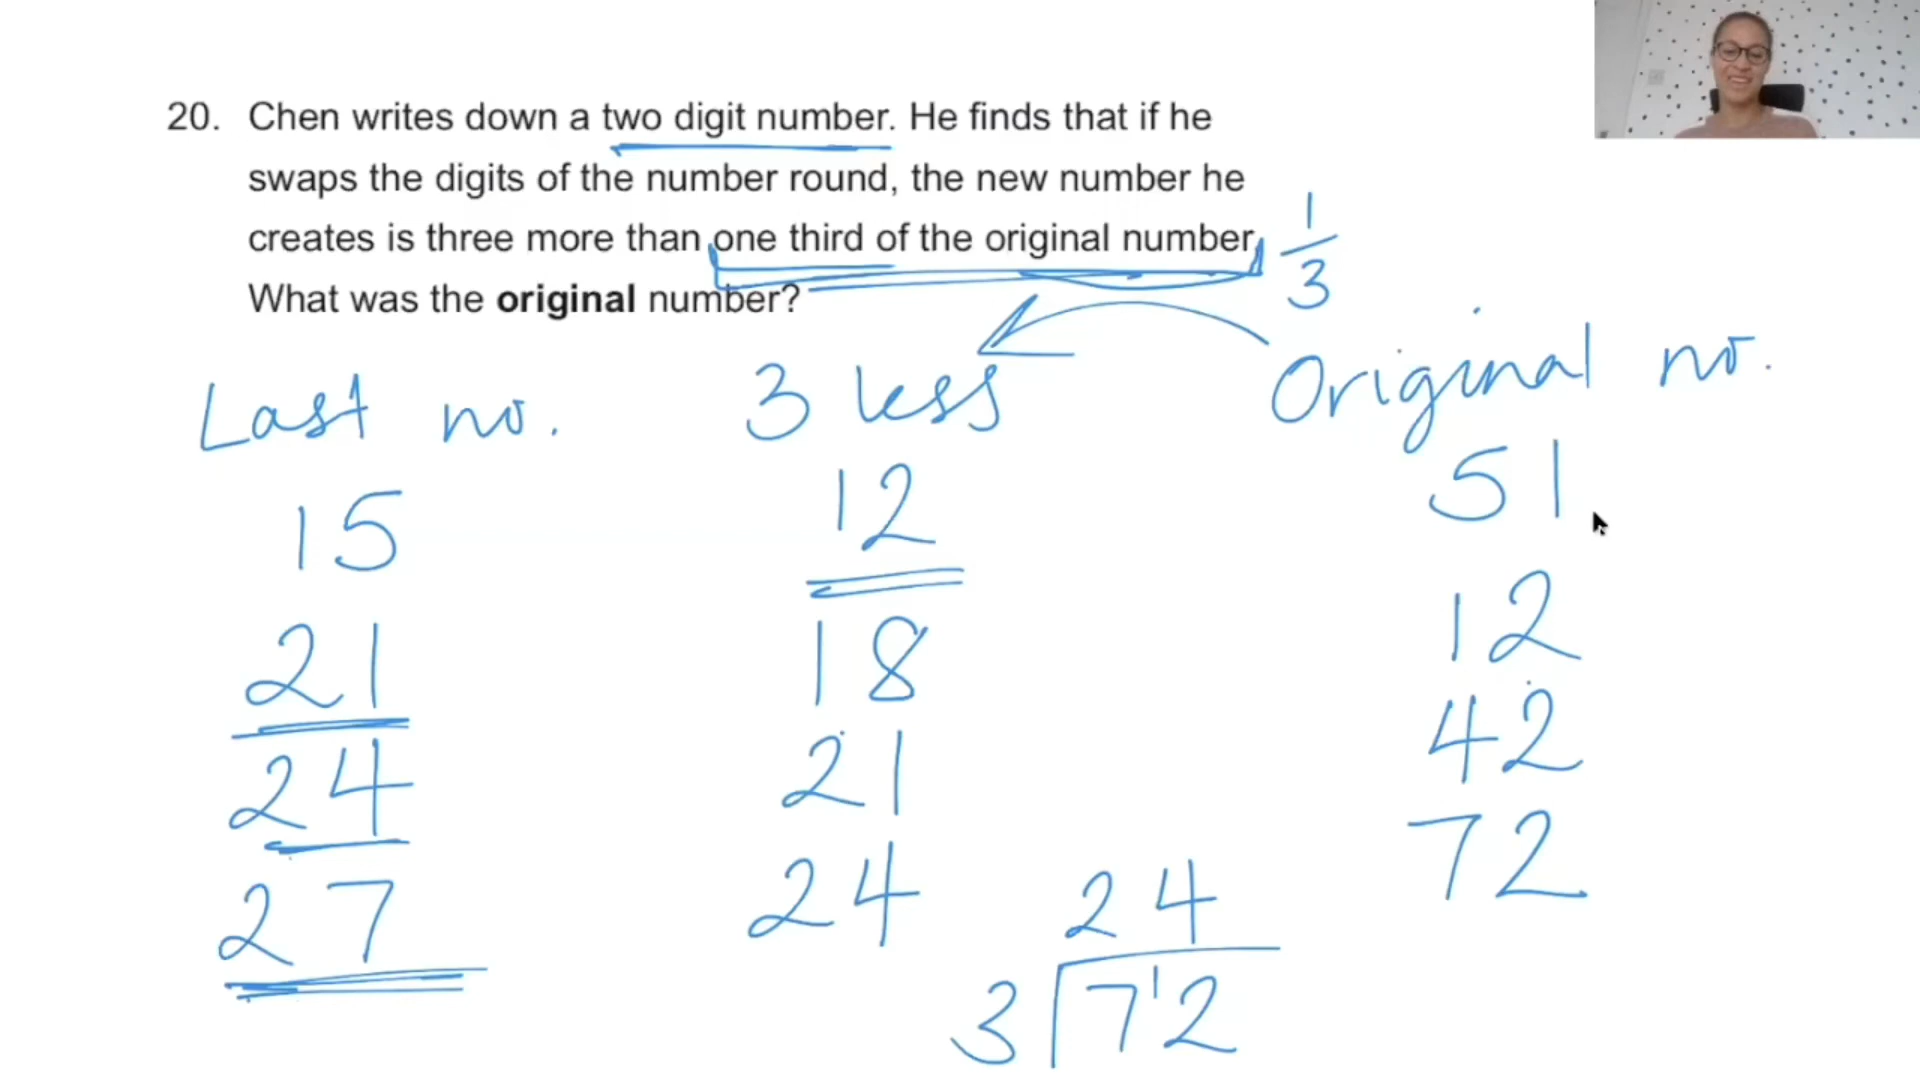 20. Chen writes down a two digit number. He finds that if he
swaps the digits of the number round, the new number he
creates is three more than one third of the original number.
What was the original number?
1
3
Last no. 3 less Original no.
15 12 51
21 18 12
24 21 42
27 24 72
24
3 7 1 2